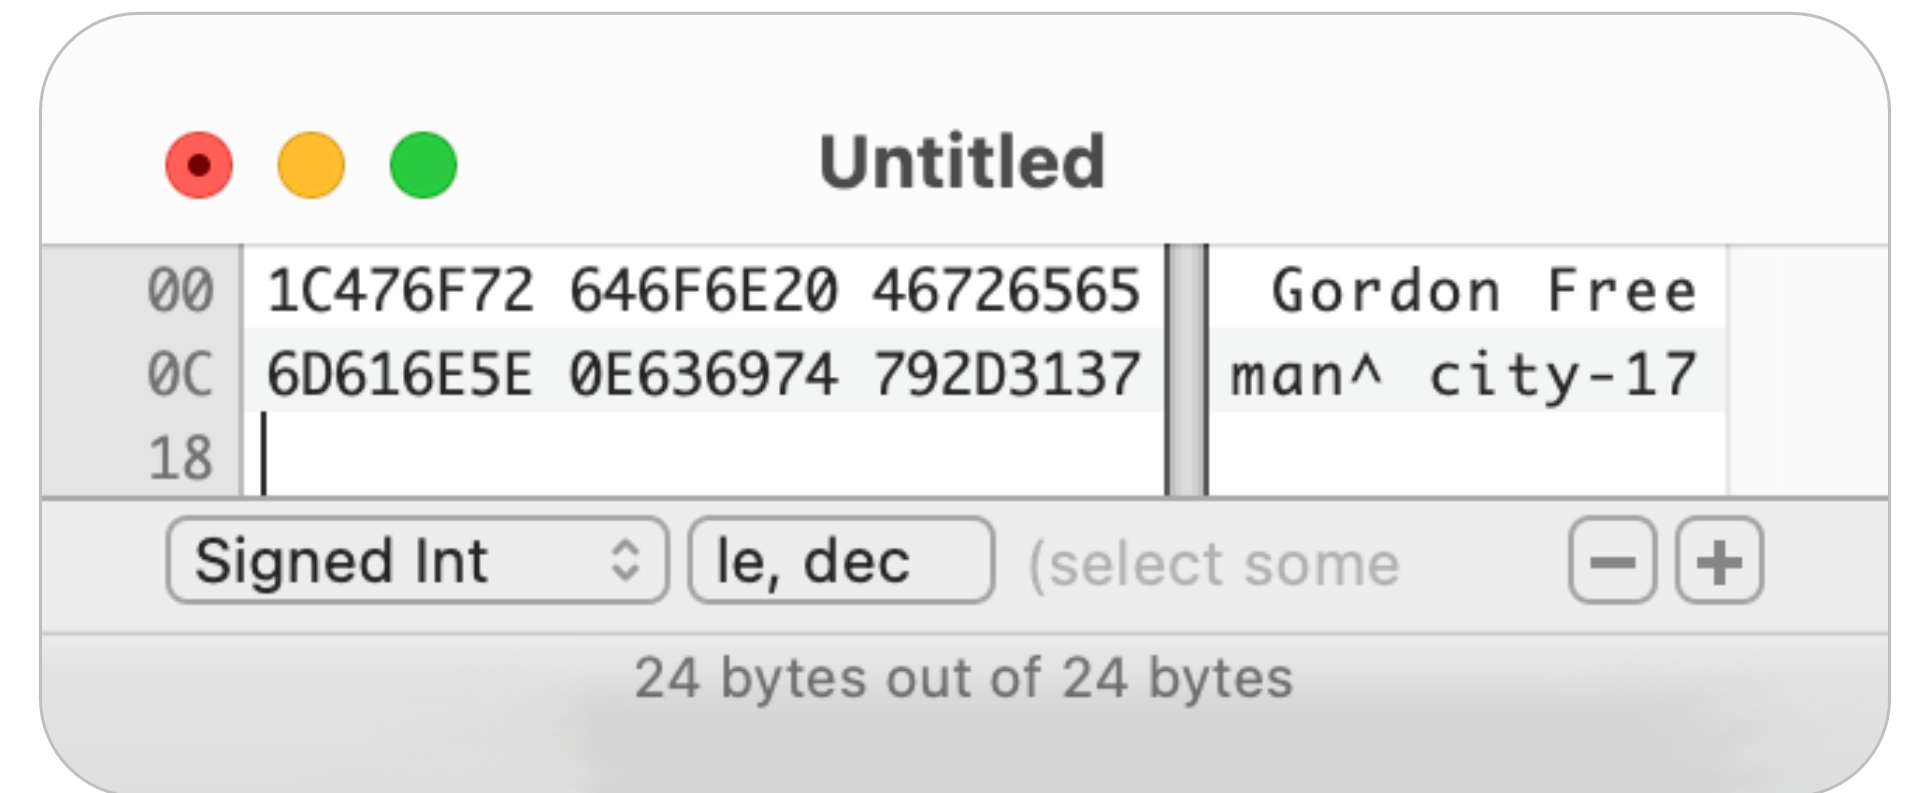 Untitled
00 1C476F72 646F6E20 46726565 Gordon Free
0C 6D616E5E 0E636974 792D3137 man^ city-17
18
Signed Int le, dec (select some
24 bytes out of 24 bytes